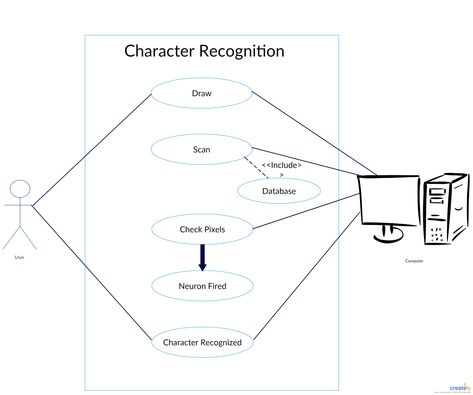 Character Recognition
Draw
Scan
<<Include>
>
Database
Check Pixels
Neuron Fired
Character Recognized
User
Computer
creately